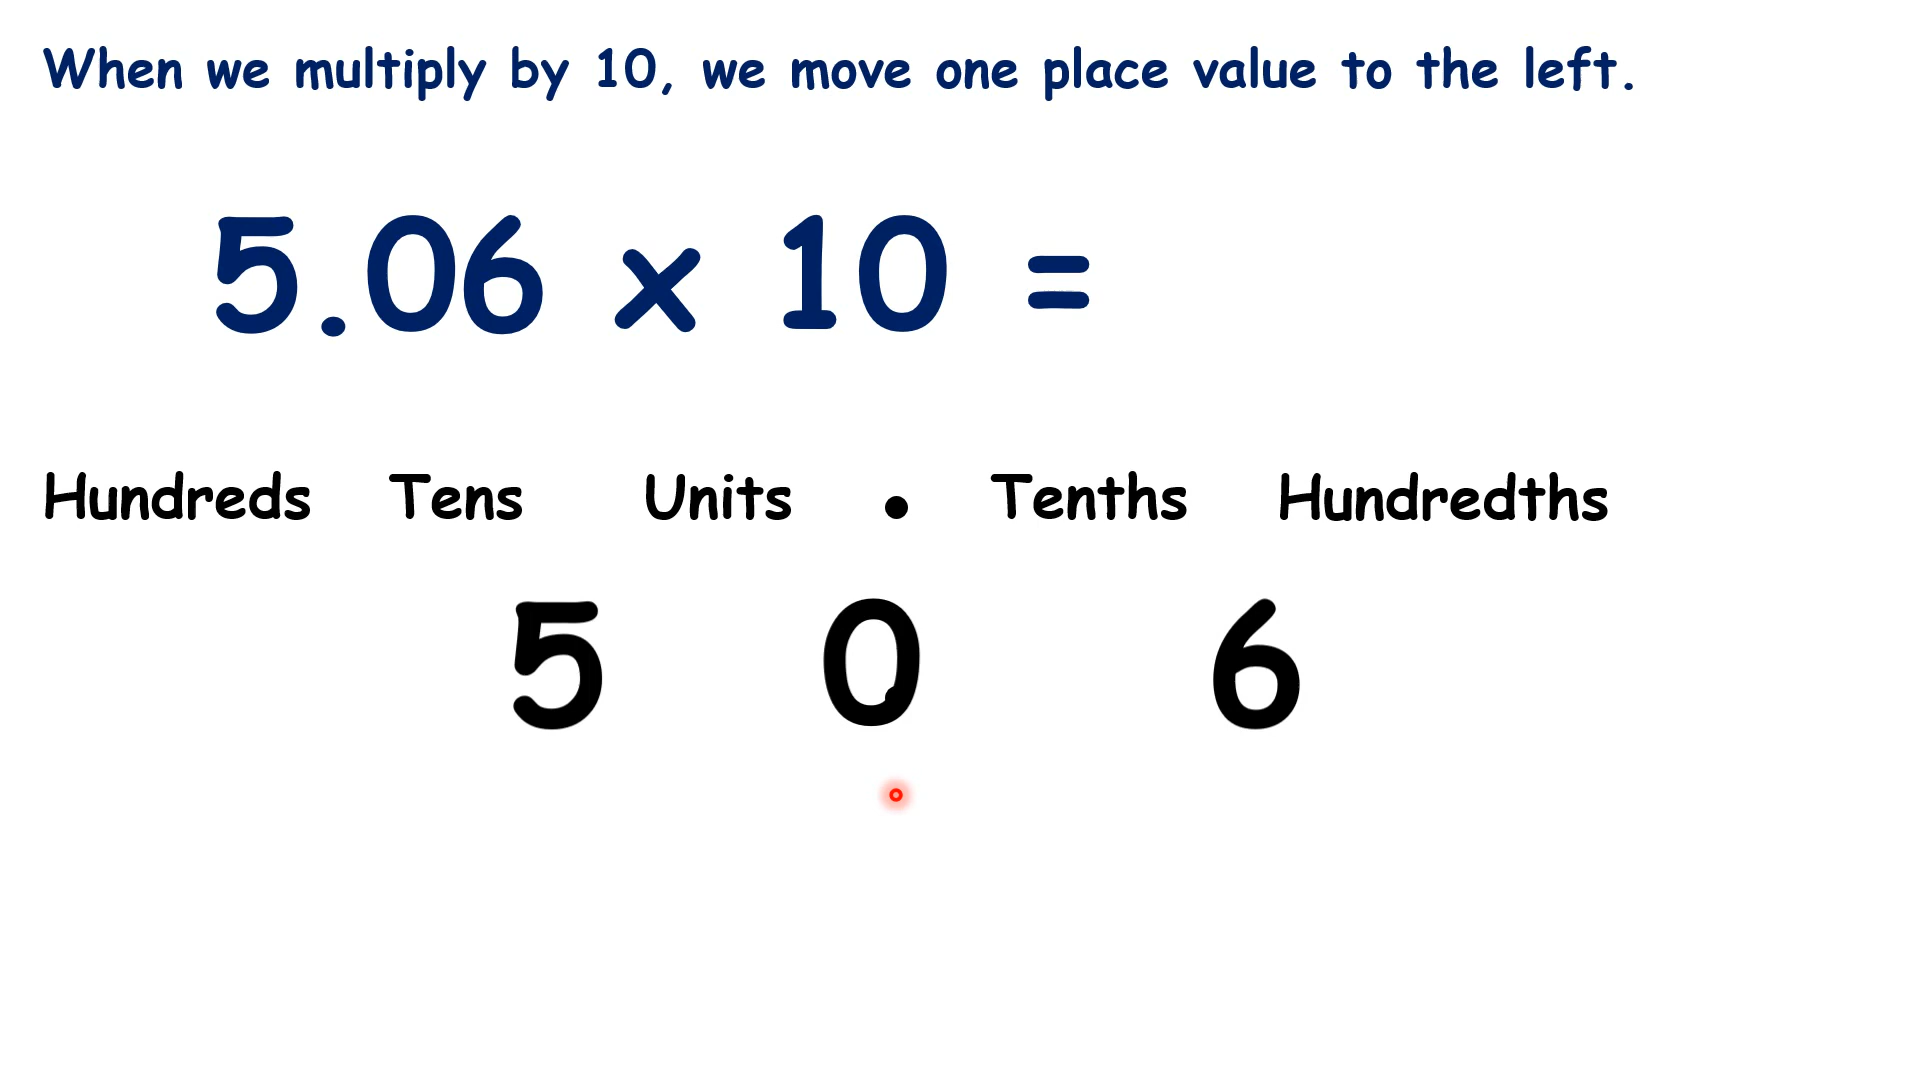 When we multiply by 10, we move one place value to the left.
5.06 x 10 =
Hundreds Tens Units . Tenths Hundredths
5 0 . 6